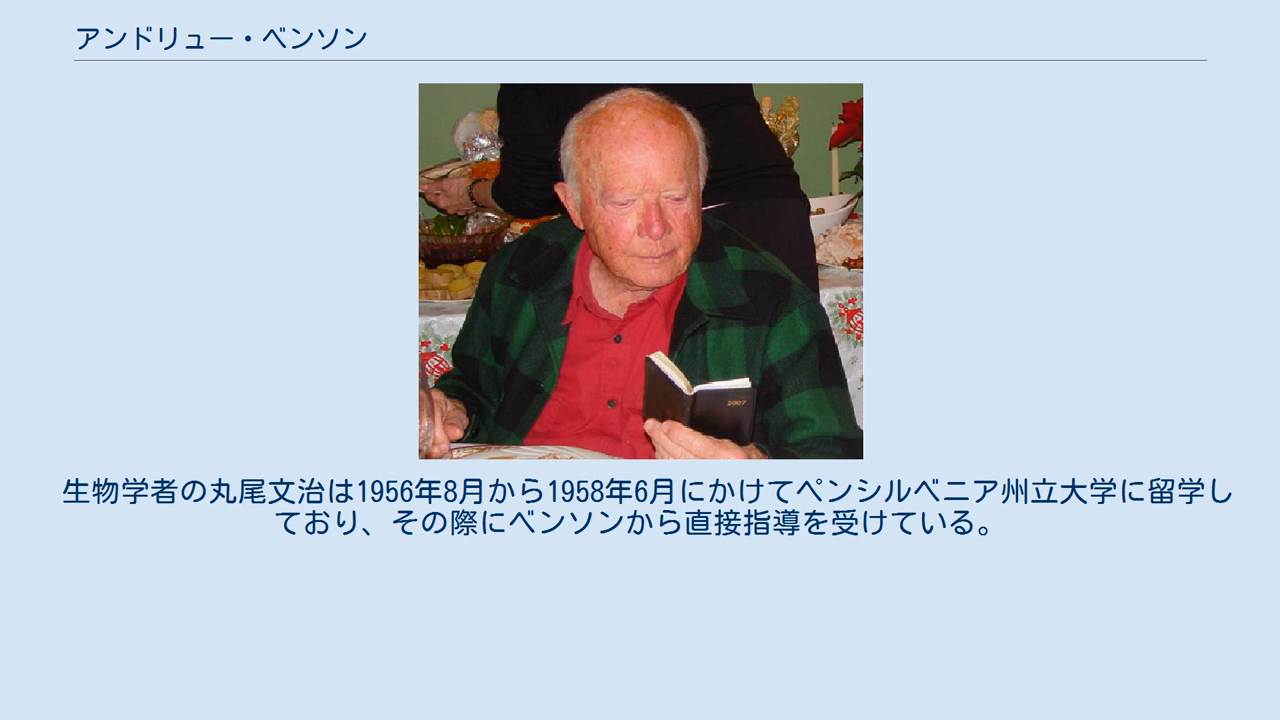 アンドリュー・ベンソン
2007
生物学者の丸尾文治は1956年8月から1958年6月にかけてペンシルベニア州立大学に留学し
ており、その際にベンソンから直接指導を受けている。